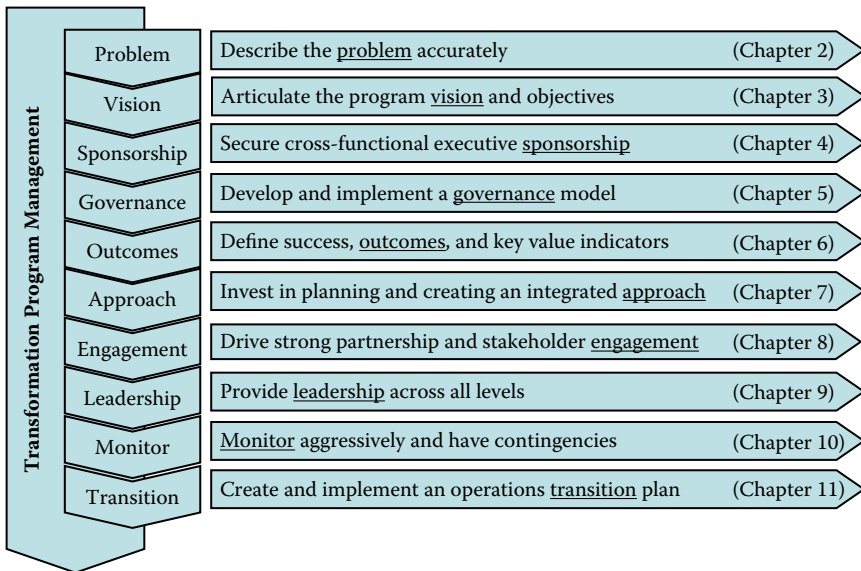 Transformation Program Management
Problem
Describe the problem accurately (Chapter 2)
Vision
Articulate the program vision and objectives (Chapter 3)
Sponsorship
Secure cross-functional executive sponsorship (Chapter 4)
Governance
Develop and implement a governance model (Chapter 5)
Outcomes
Define success, outcomes, and key value indicators (Chapter 6)
Approach
Invest in planning and creating an integrated approach (Chapter 7)
Engagement
Drive strong partnership and stakeholder engagement (Chapter 8)
Leadership
Provide leadership across all levels (Chapter 9)
Monitor
Monitor aggressively and have contingencies (Chapter 10)
Transition
Create and implement an operations transition plan (Chapter 11)